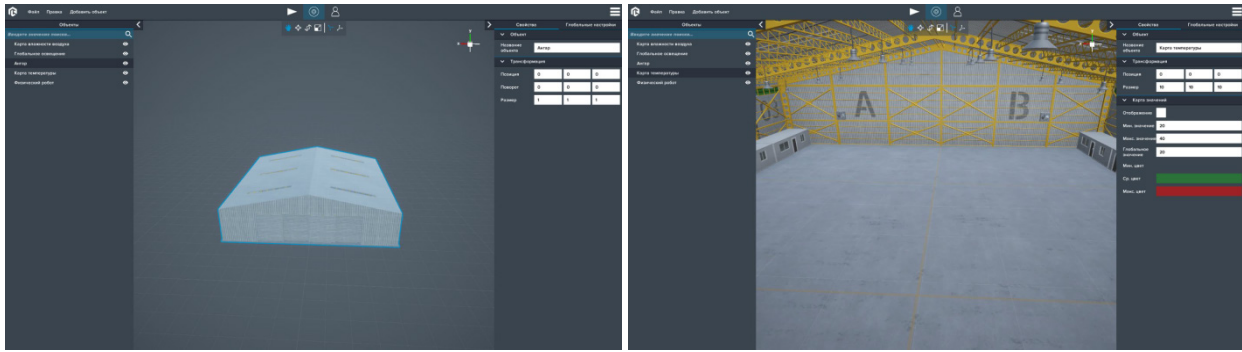 Файл Правка Добавить объект
Объекты
Введите значение поиска...
Карта влажности воздуха
Глобальное освещение
Ангар
Карта температуры
Физический робот
Свойства Глобальные настройки
Объект
Название объекта Ангар
Трансформация
Позиция 0 0 0
Поворот 0 0 0
Размер 1 1 1
Файл Правка Добавить объект
Объекты
Введите значение поиска...
Карта влажности воздуха
Глобальное освещение
Ангар
Карта температуры
Физический робот
A B
Свойства Глобальные настройки
Объект
Название объекта Карта температуры
Трансформация
Позиция 0 0 0
Размер 10 10 10
Карта значений
Отображение
Мин. значение 20
Макс. значение 40
Глобальное значение 20
Мин. цвет
Ср. цвет
Макс. цвет